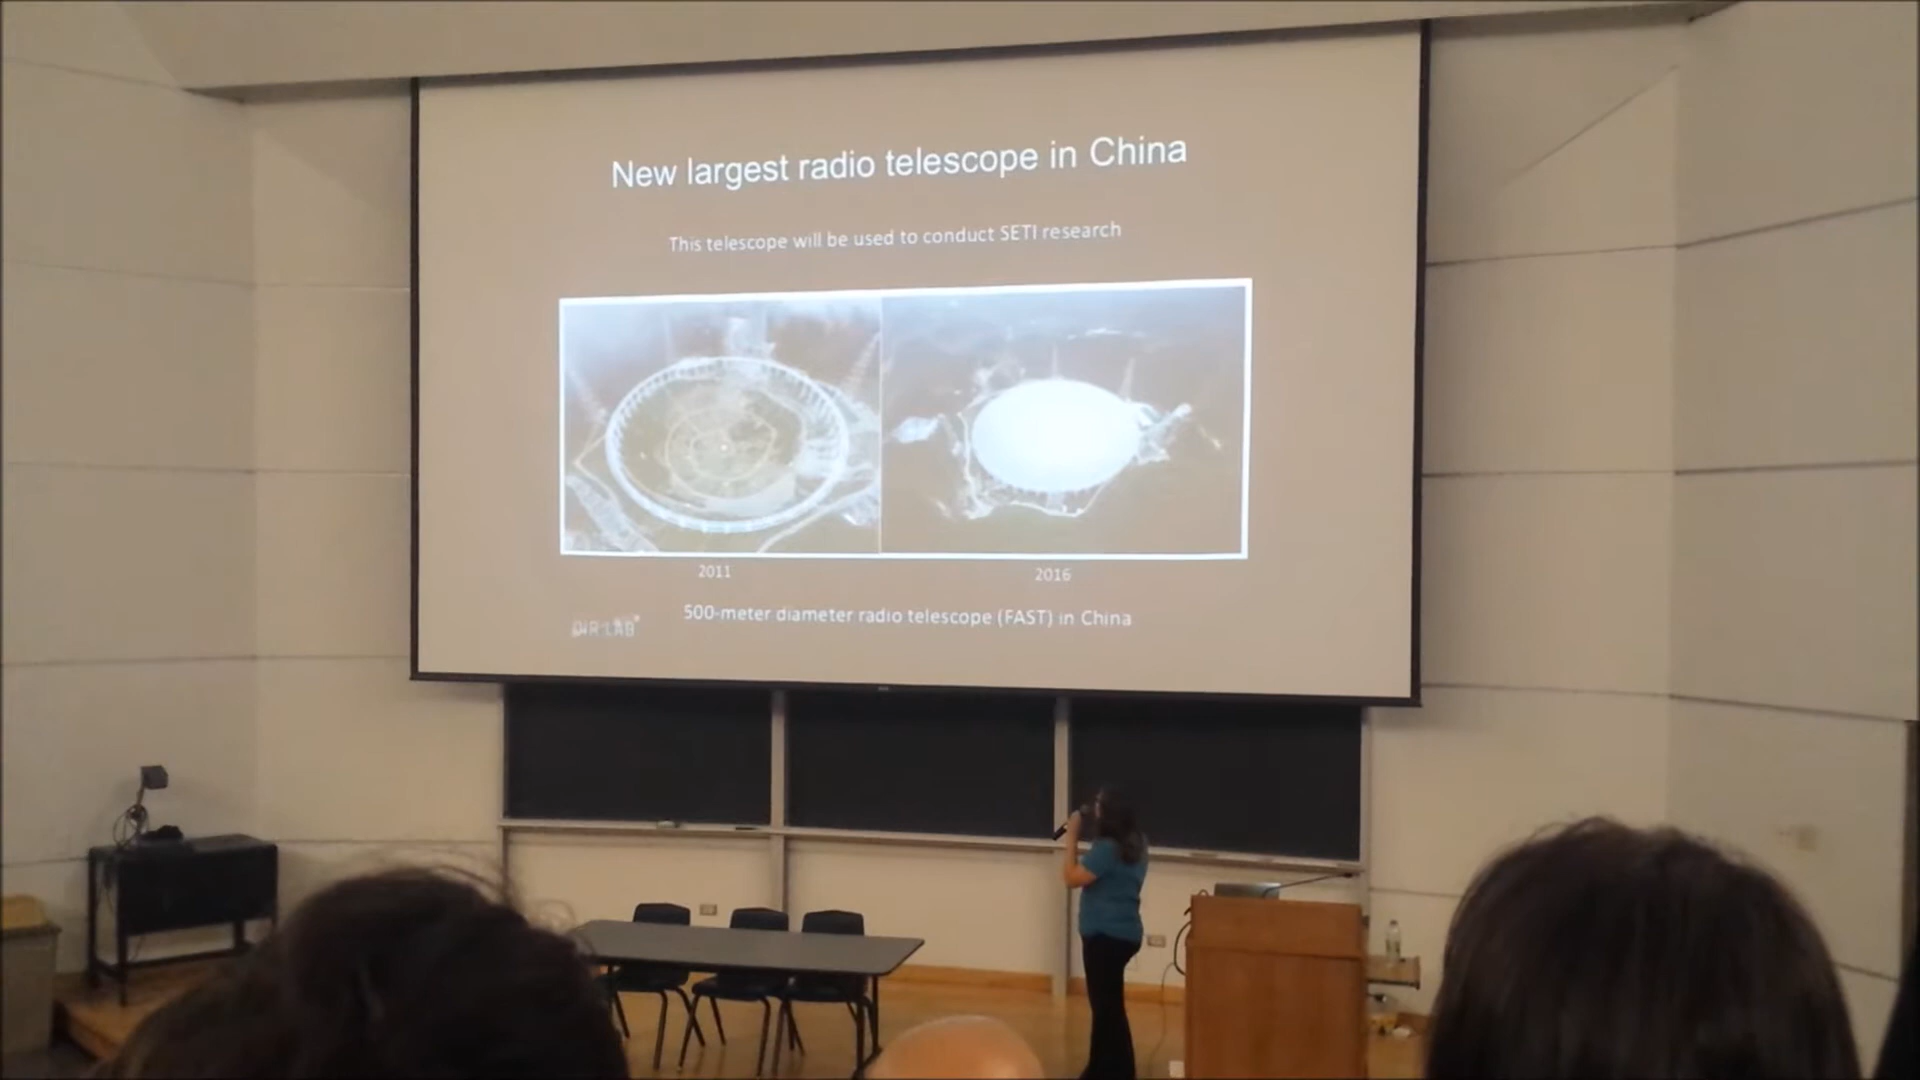 New largest radio telescope in China
This telescope will be used to conduct SETI research
2011
2016
500-meter diameter radio telescope (FAST) in China